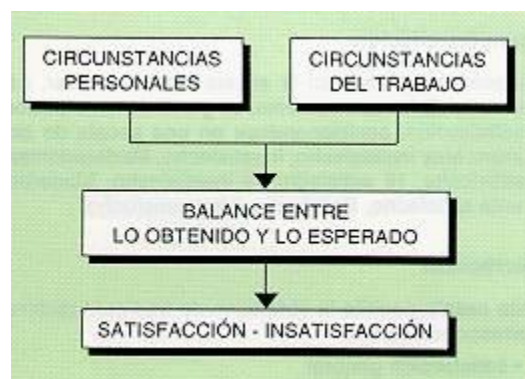 CIRCUNSTANCIAS
PERSONALES
CIRCUNSTANCIAS
DEL TRABAJO
BALANCE ENTRE
LO OBTENIDO Y LO ESPERADO
SATISFACCIÓN - INSATISFACCIÓN